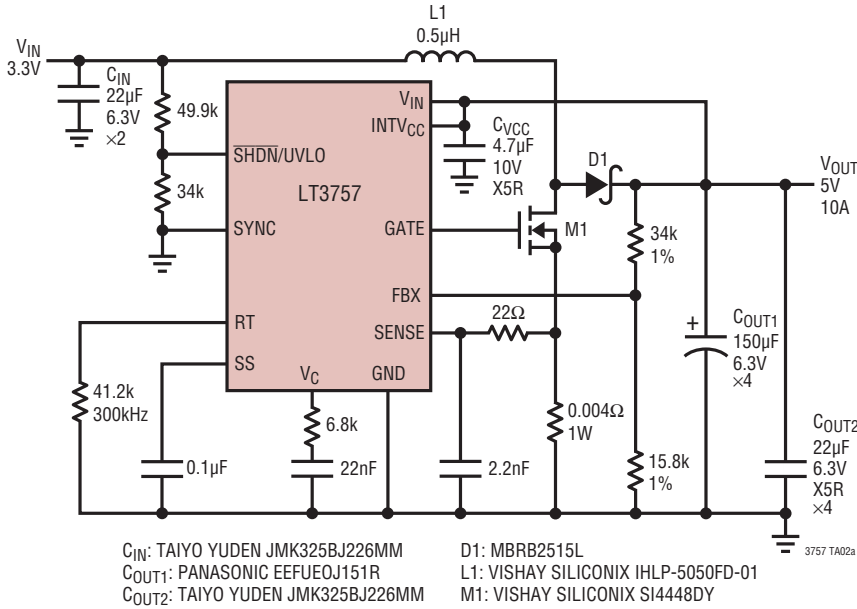 L1
0.5µH
VIN
3.3V
CIN
22µF
6.3V
×2
49.9k
34k
VIN
INTVCC
SHDN/UVLO
LT3757
SYNC
GATE
FBX
RT
SENSE
SS
VC
GND
CVCC
4.7µF
10V
X5R
D1
VOUT
5V
10A
M1
34k
1%
22Ω
+
COUT1
150µF
6.3V
×4
41.2k
300kHz
6.8k
0.004Ω
1W
0.1µF
22nF
2.2nF
15.8k
1%
COUT2
22µF
6.3V
X5R
×4
3757 TA02a
CIN: TAIYO YUDEN JMK325BJ226MM
COUT1: PANASONIC EEFUEOJ151R
COUT2: TAIYO YUDEN JMK325BJ226MM
D1: MBRB2515L
L1: VISHAY SILICONIX IHLP-5050FD-01
M1: VISHAY SILICONIX SI4448DY